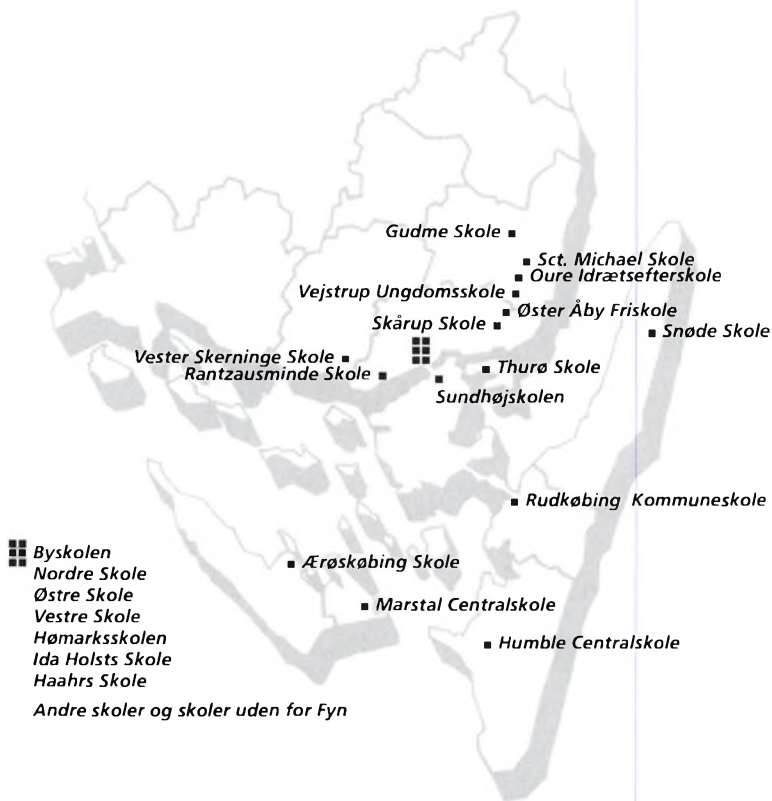 Gudme Skole
Sct. Michael Skole
Oure Idrætsefterskole
Vejstrup Ungdomsskole
Øster Åby Friskole
Skårup Skole
Snøde Skole
Vester Skerninge Skole
Rantzausminde Skole
Thurø Skole
Sundhøjskolen
Rudkøbing Kommuneskole
Ærøskøbing Skole
Marstal Centralskole
Humble Centralskole
Byskolen
Nordre Skole
Østre Skole
Vestre Skole
Hømarksskolen
Ida Holsts Skole
Haahrs Skole
Andre skoler og skoler uden for Fyn